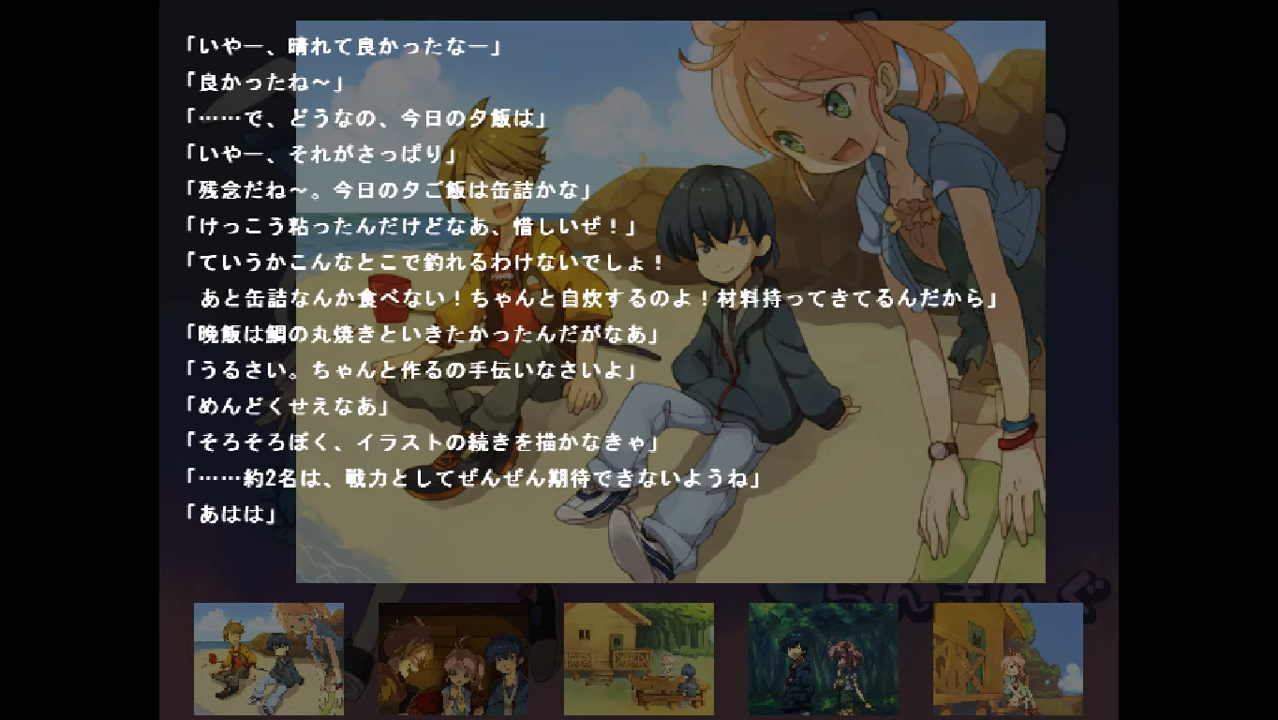 「いやー、晴れて良かったなー」
「良かったね～」
「……で、どうなの、今日の夕飯は」
「いやー、それがさっぱり」
「残念だね～。今日の夕ご飯は缶詰かな」
「けっこう粘ったんだけどなあ、惜しいぜ！」
「ていうかこんなとこで釣れるわけないでしょ！
あと缶詰なんか食べない！ちゃんと自炊するのよ！材料持ってきてるんだから」
「晩飯は鯛の丸焼きといきたかったんだがなあ」
「うるさい。ちゃんと作るの手伝いなさいよ」
「めんどくせえなあ」
「そろそろぼく、イラストの続きを描かなきゃ」
「……約2名は、戦力としてぜんぜん期待できないようね」
「あはは」